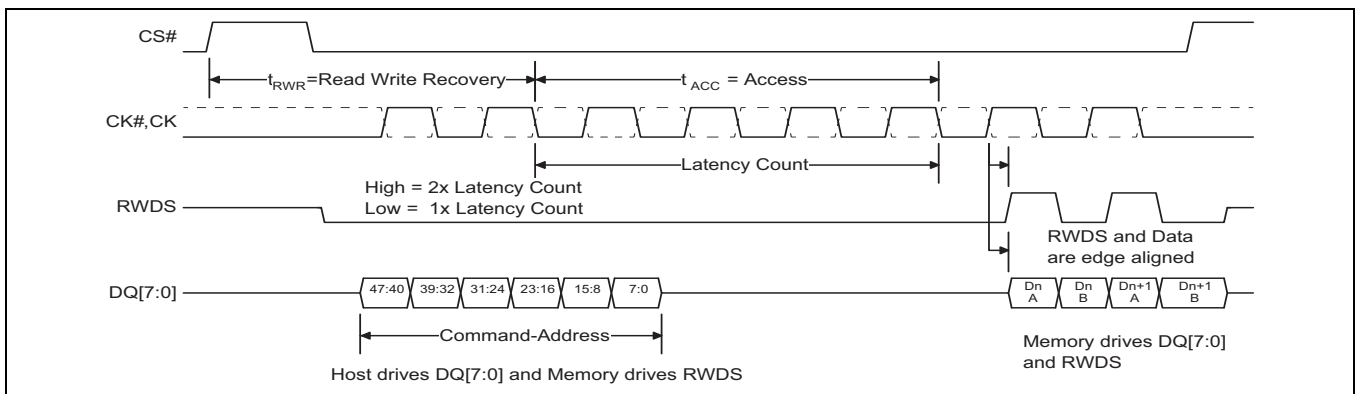 CS#
tRWR=Read Write Recovery
tACC = Access
CK#,CK
Latency Count
High = 2x Latency Count
Low = 1x Latency Count
RWDS
RWDS and Data
are edge aligned
DQ[7:0]
47:40 39:32 31:24 23:16 15:8 7:0
Dn Dn Dn+1 Dn+1
A B A B
Command-Address
Memory drives DQ[7:0]
and RWDS
Host drives DQ[7:0] and Memory drives RWDS